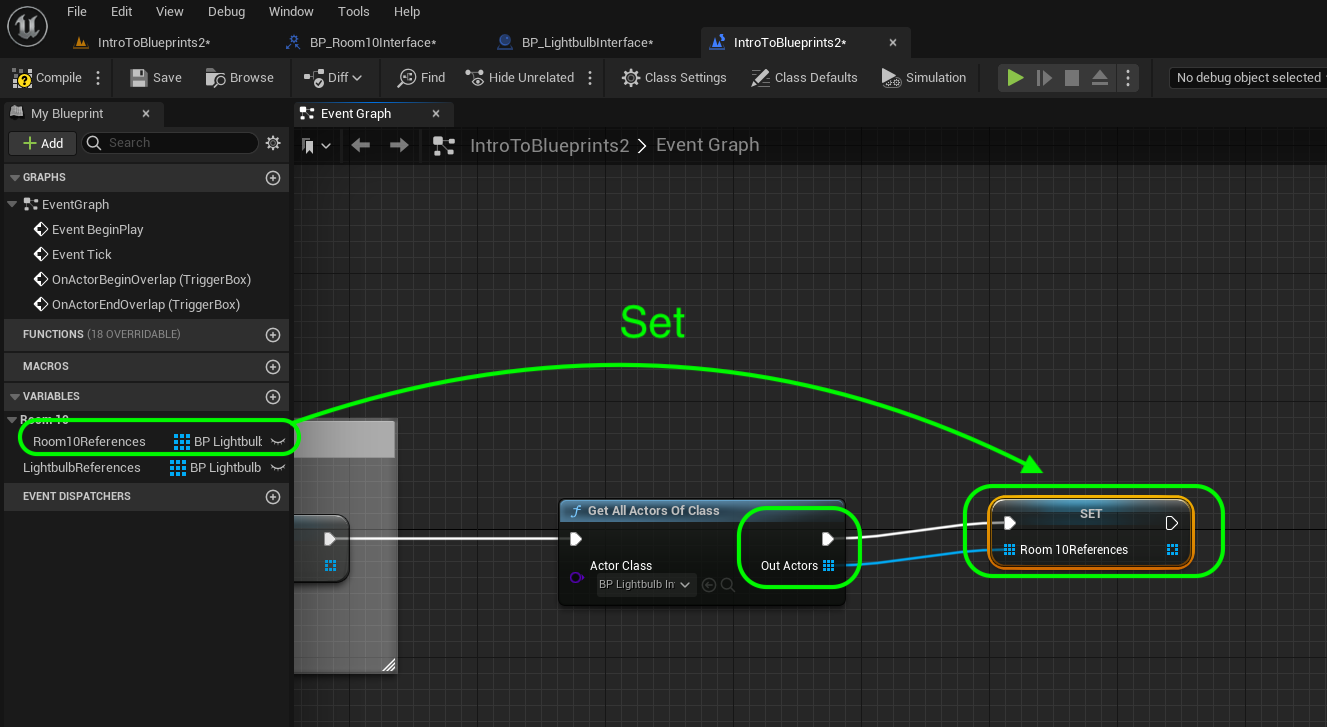 File Edit View Debug Window Tools Help
IntroToBlueprints2* BP_Room10Interface* BP_LightbulbInterface* IntroToBlueprints2*
Compile Save Browse Diff Find Hide Unrelated Class Settings Class Defaults Simulation No debug object selected
My Blueprint Event Graph
Add Search IntroToBlueprints2 > Event Graph
GRAPHS
EventGraph
Event BeginPlay
Event Tick
OnActorBeginOverlap (TriggerBox)
OnActorEndOverlap (TriggerBox)
FUNCTIONS (18 OVERRIDABLE)
MACROS
VARIABLES
Room 10
Room10References BP Lightbulb
LightbulbReferences BP Lightbulb
EVENT DISPATCHERS
Set
Get All Actors Of Class
Actor Class Out Actors
BP Lightbulb In
SET
Room 10References